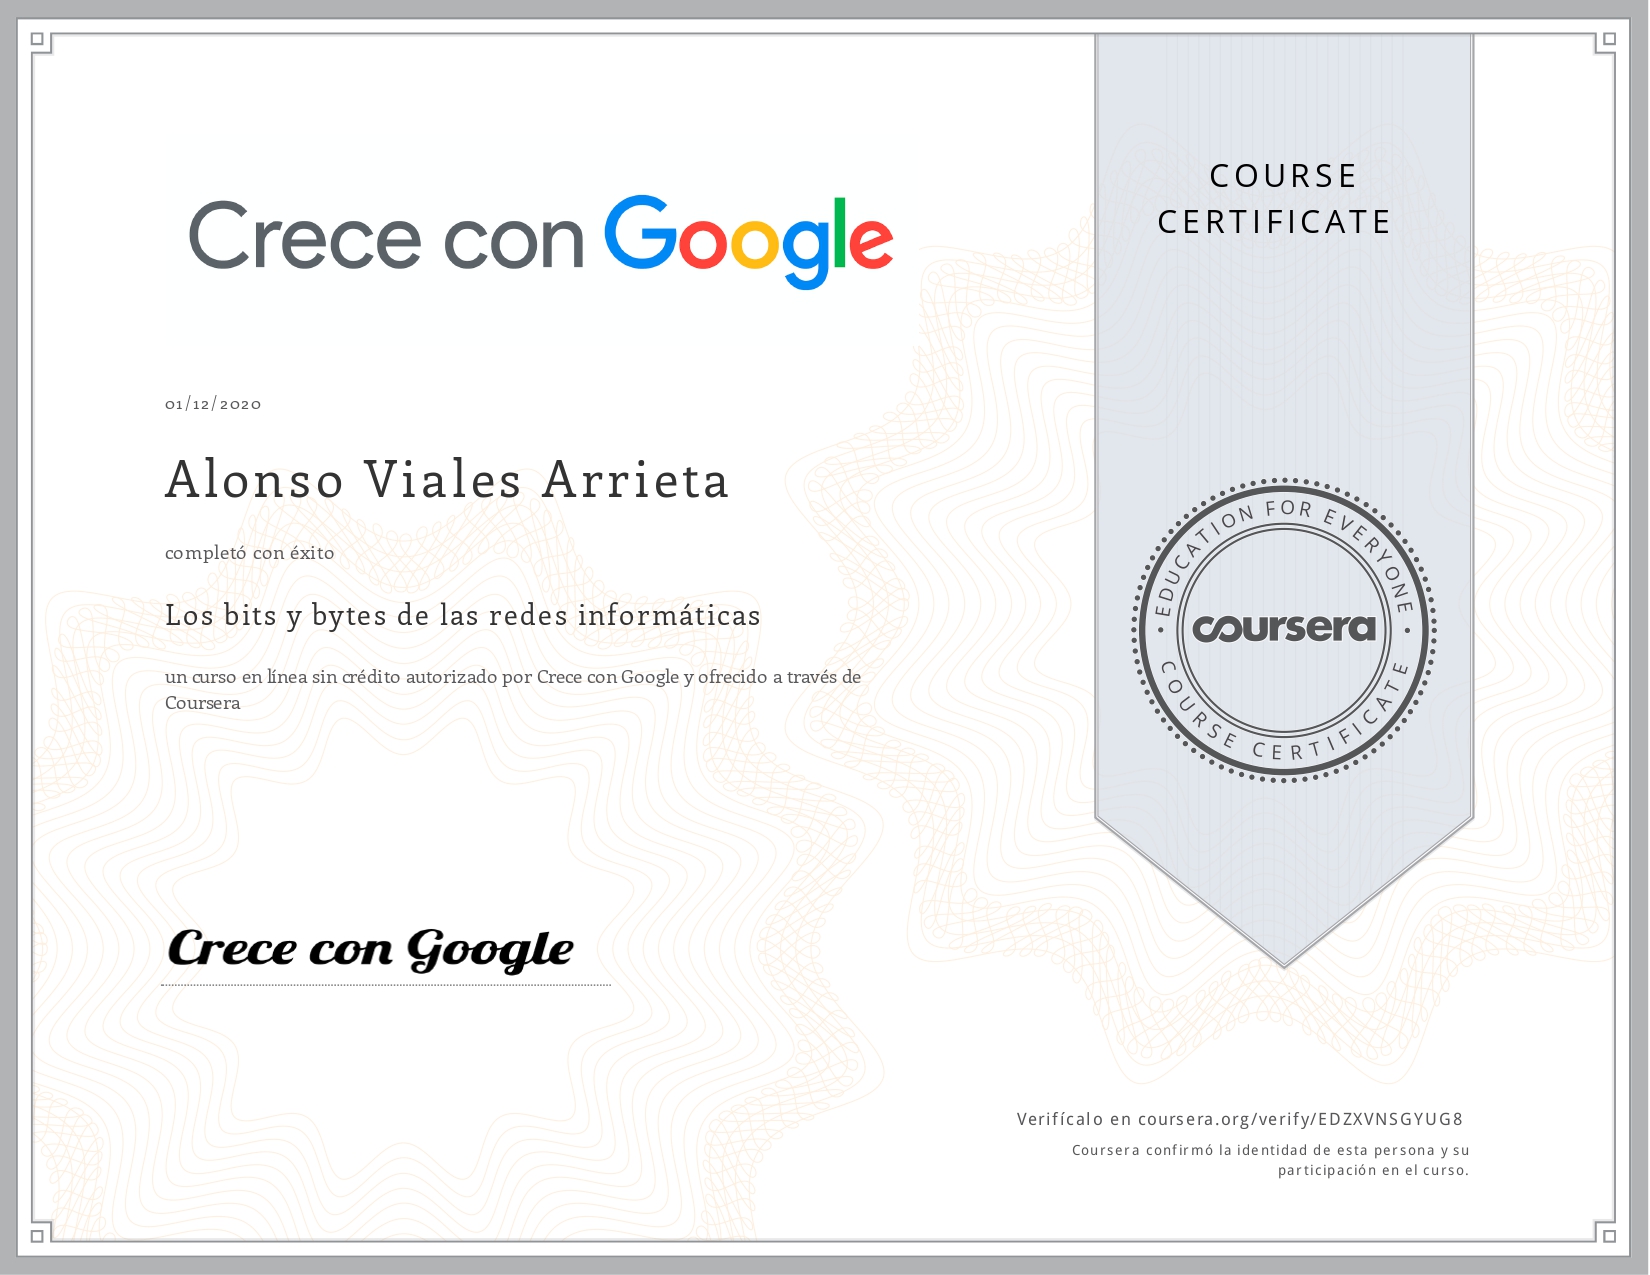 Crece con Google
COURSE
CERTIFICATE
01/12/2020
Alonso Viales Arrieta
completó con éxito
Los bits y bytes de las redes informáticas
un curso en línea sin crédito autorizado por Crece con Google y ofrecido a través de
Coursera
EDUCATION FOR EVERYONE
coursera
COURSE CERTIFICATE
Crece con Google
Verifícalo en coursera.org/verify/EDZXVNSGYUG8
Coursera confirmó la identidad de esta persona y su
participación en el curso.